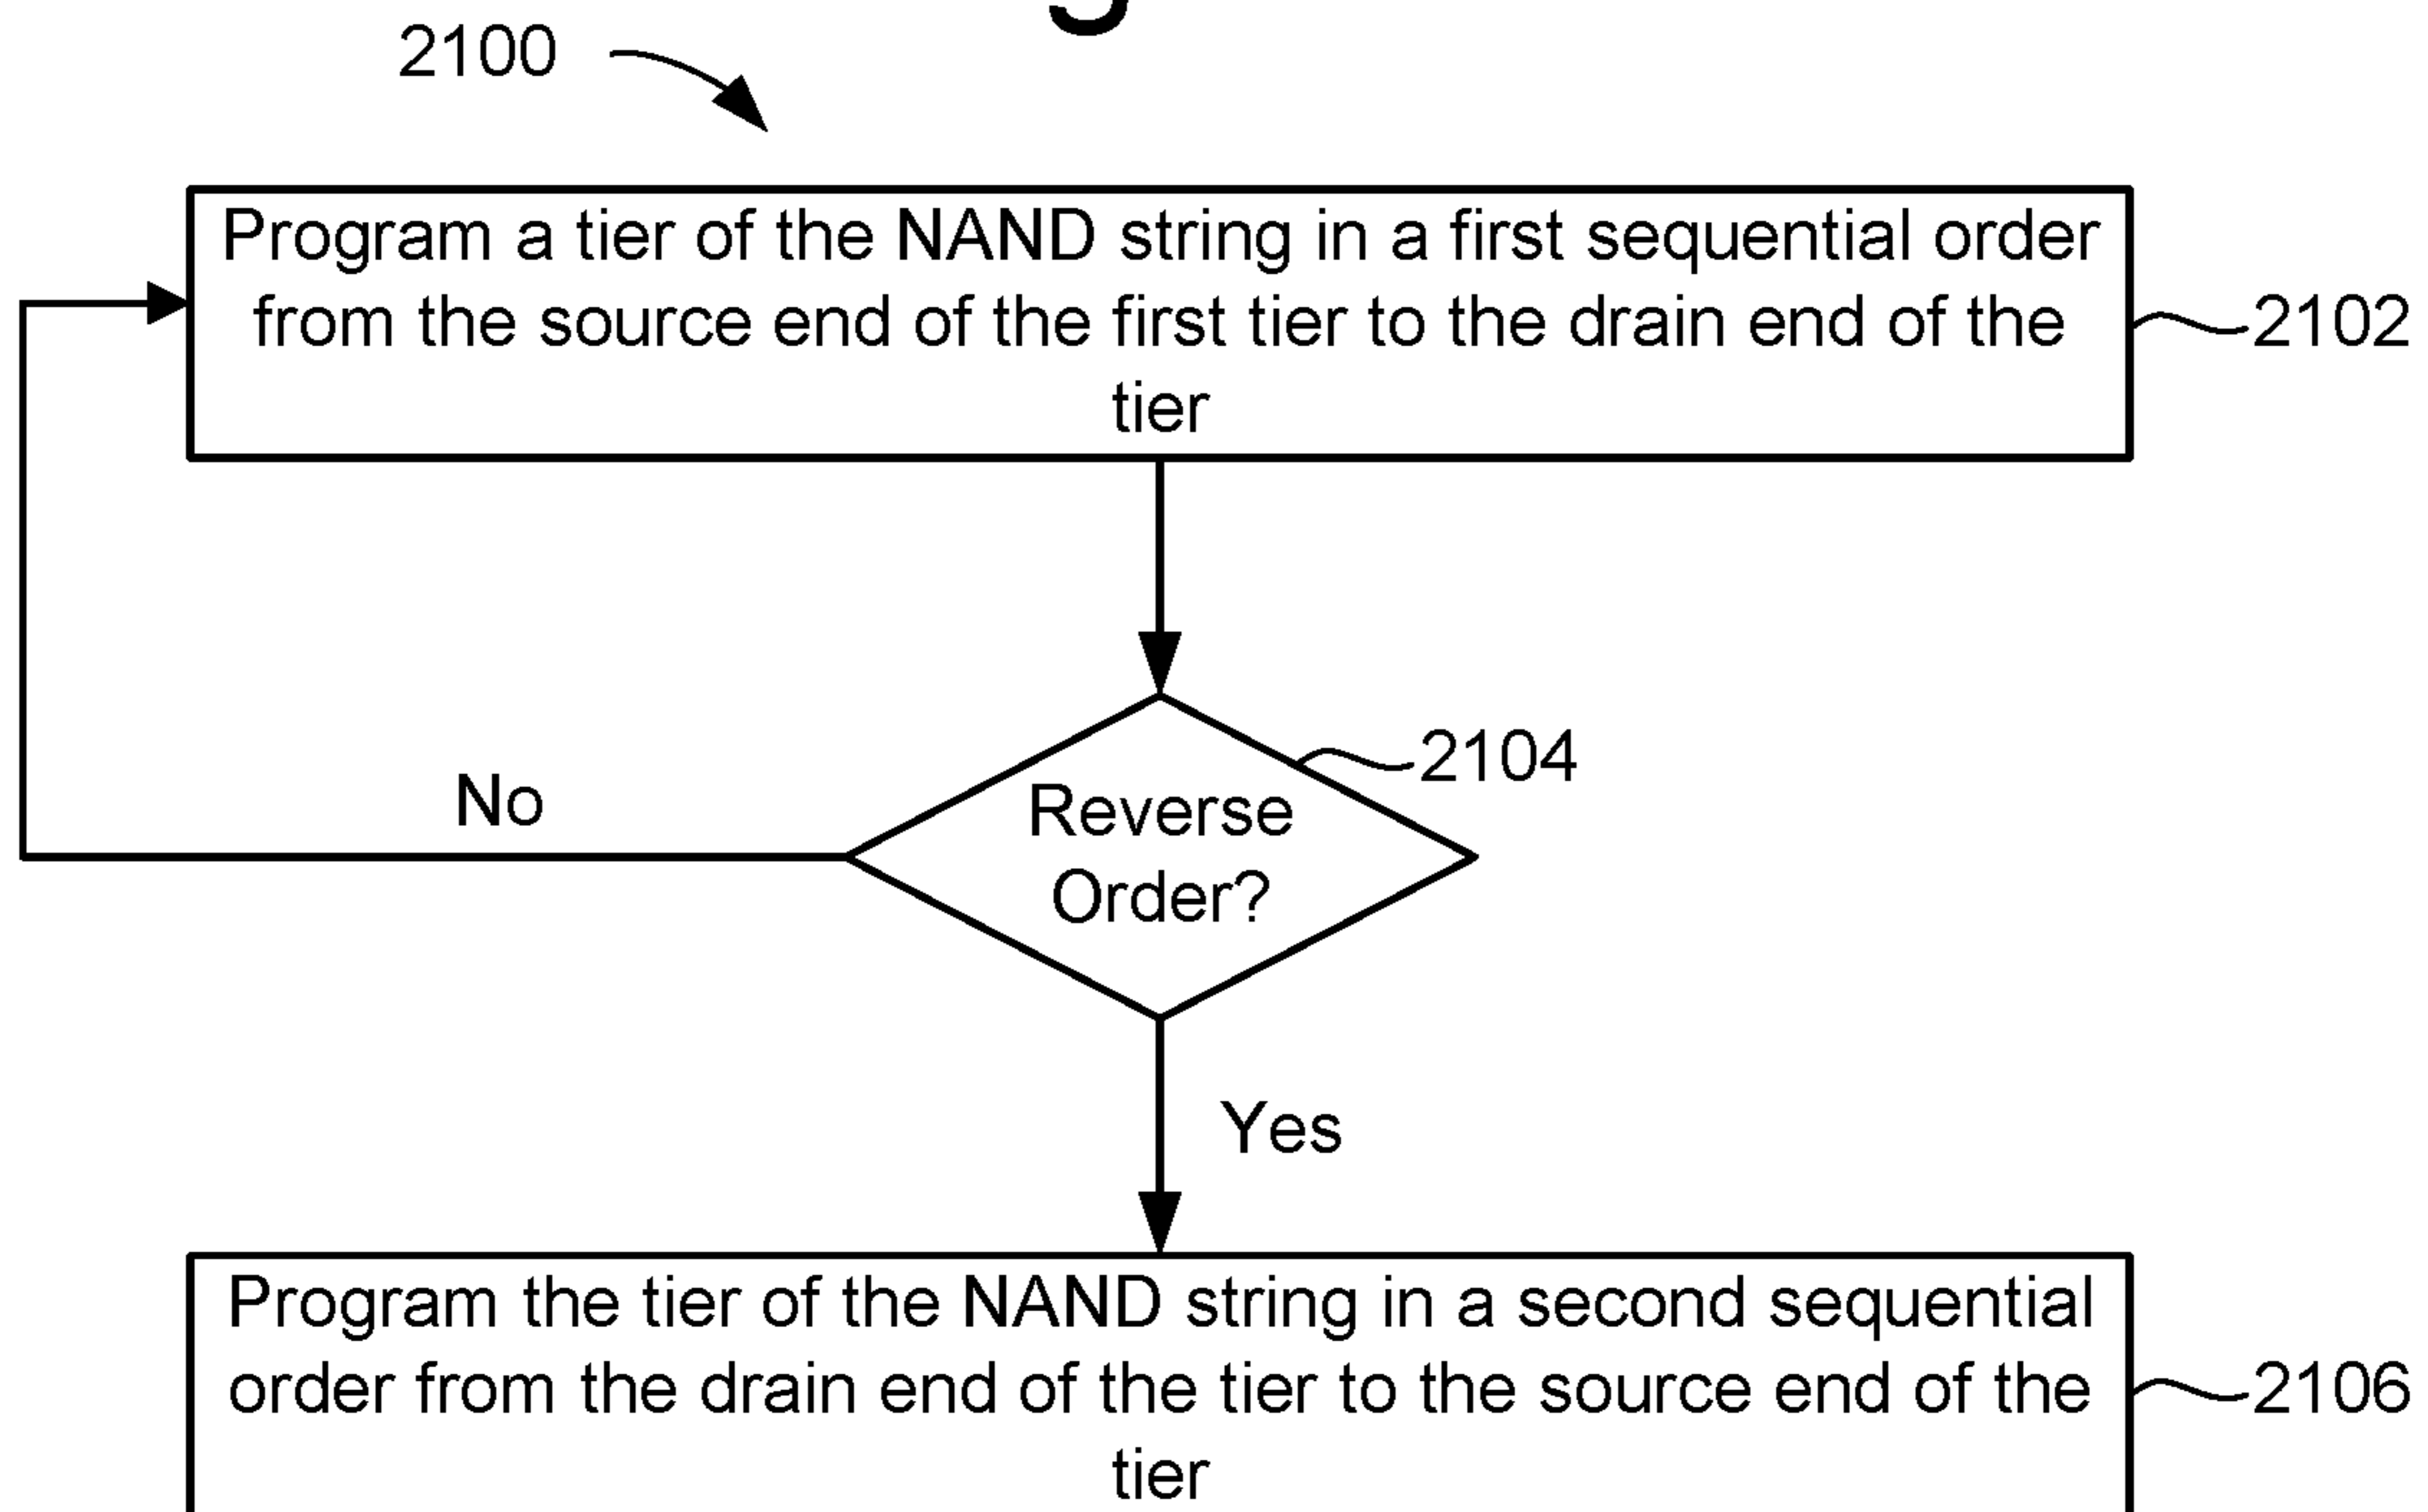 2100
Program a tier of the NAND string in a first sequential order
from the source end of the first tier to the drain end of the
tier
2102
2104
Reverse
Order?
No
Yes
Program the tier of the NAND string in a second sequential
order from the drain end of the tier to the source end of the
tier
2106